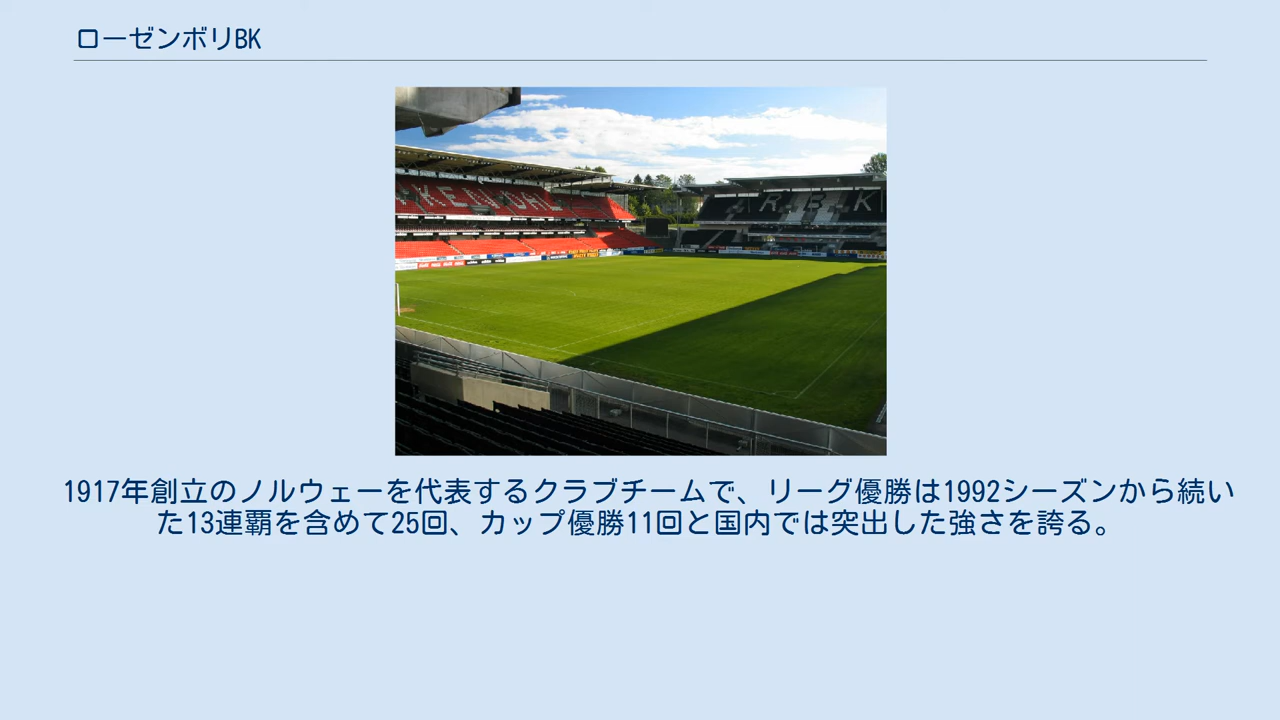 ローゼンボリBK
RBK
1917年創立のノルウェーを代表するクラブチームで、リーグ優勝は1992シーズンから続い
た13連覇を含めて25回、カップ優勝11回と国内では突出した強さを誇る。